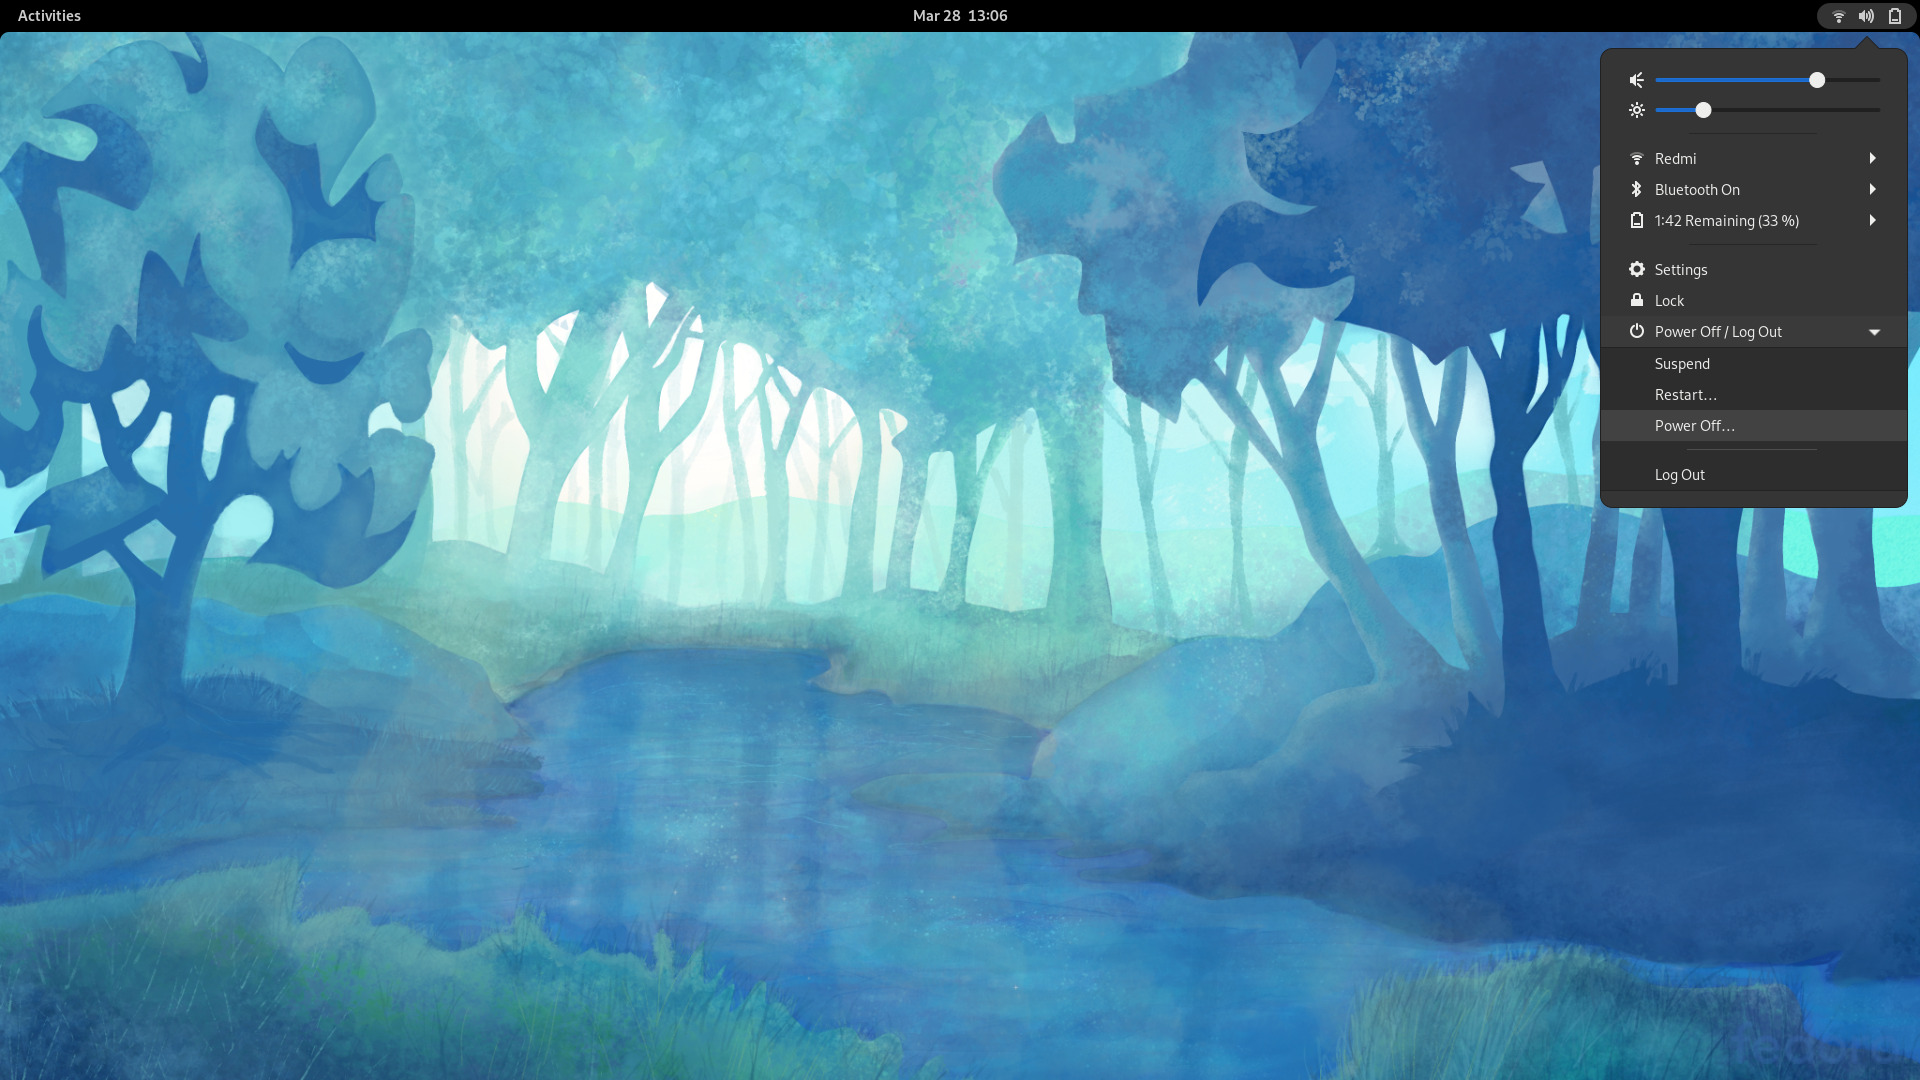 Activities
Mar 28 13:06
Redmi
Bluetooth On
1:42 Remaining (33 %)
Settings
Lock
Power Off / Log Out
Suspend
Restart…
Power Off…
Log Out
fedora